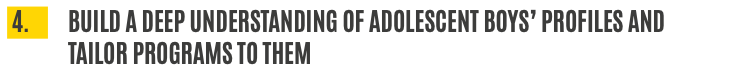 4. BUILD A DEEP UNDERSTANDING OF ADOLESCENT BOYS’ PROFILES AND
TAILOR PROGRAMS TO THEM